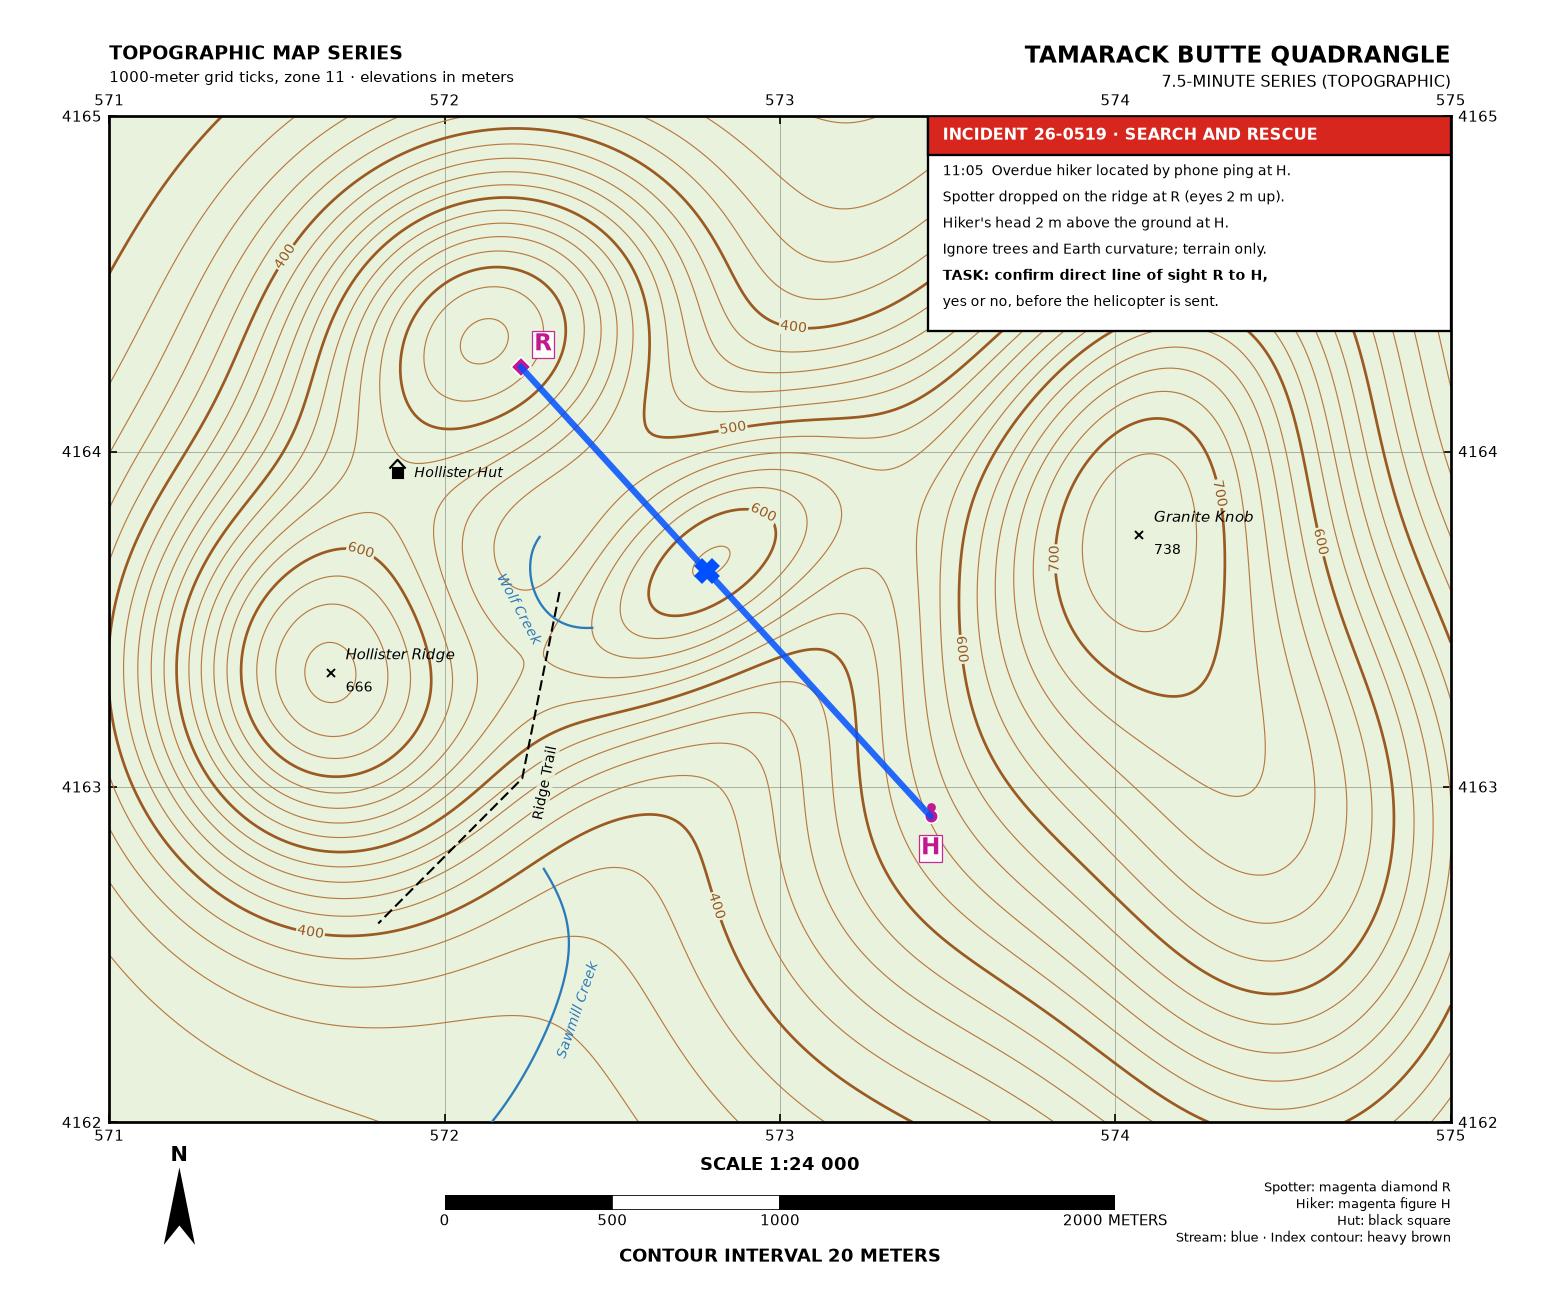 TOPOGRAPHIC MAP SERIES
1000-meter grid ticks, zone 11 · elevations in meters
TAMARACK BUTTE QUADRANGLE
7.5-MINUTE SERIES (TOPOGRAPHIC)
571 572 573 574 575
4165 4165
INCIDENT 26-0519 · SEARCH AND RESCUE
11:05 Overdue hiker located by phone ping at H.
Spotter dropped on the ridge at R (eyes 2 m up).
Hiker's head 2 m above the ground at H.
Ignore trees and Earth curvature; terrain only.
TASK: confirm direct line of sight R to H,
yes or no, before the helicopter is sent.
400
400
R
500
4164 4164
Hollister Hut
700
600
Granite Knob
738
600
600
700
Wolf Creek
600
Hollister Ridge
666
Ridge Trail
4163 4163
H
400
400
Sawmill Creek
4162 4162
571 572 573 574 575
N
SCALE 1:24 000
0 500 1000 2000 METERS
CONTOUR INTERVAL 20 METERS
Spotter: magenta diamond R
Hiker: magenta figure H
Hut: black square
Stream: blue · Index contour: heavy brown